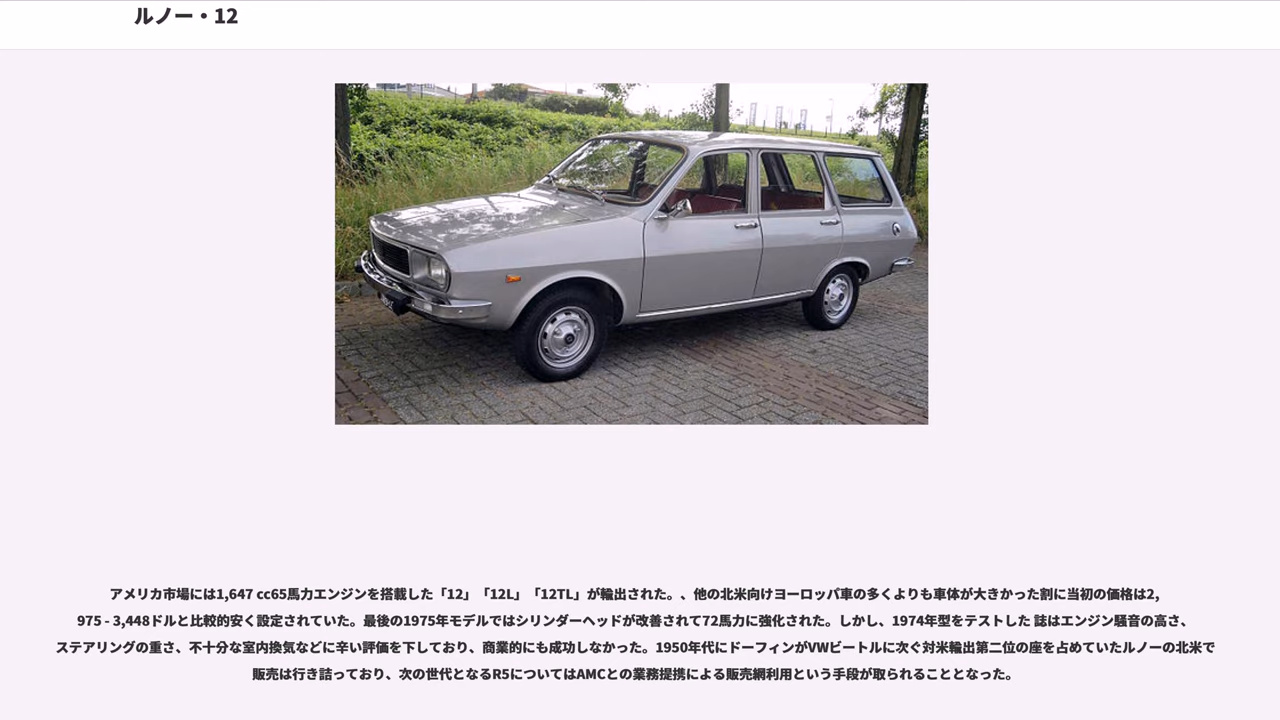 ルノー・12
アメリカ市場には1,647 cc65馬力エンジンを搭載した「12」「12L」「12TL」が輸出された。、他の北米向けヨーロッパ車の多くよりも車体が大きかった割に当初の価格は2,
975 - 3,448ドルと比較的安く設定されていた。最後の1975年モデルではシリンダーヘッドが改善されて72馬力に強化された。しかし、1974年型をテストした 誌はエンジン騒音の高さ、
ステアリングの重さ、不十分な室内換気などに辛い評価を下しており、商業的にも成功しなかった。1950年代にドーフィンがVWビートルに次ぐ対米輸出第二位の座を占めていたルノーの北米で
販売は行き詰っており、次の世代となるR5についてはAMCとの業務提携による販売網利用という手段が取られることとなった。